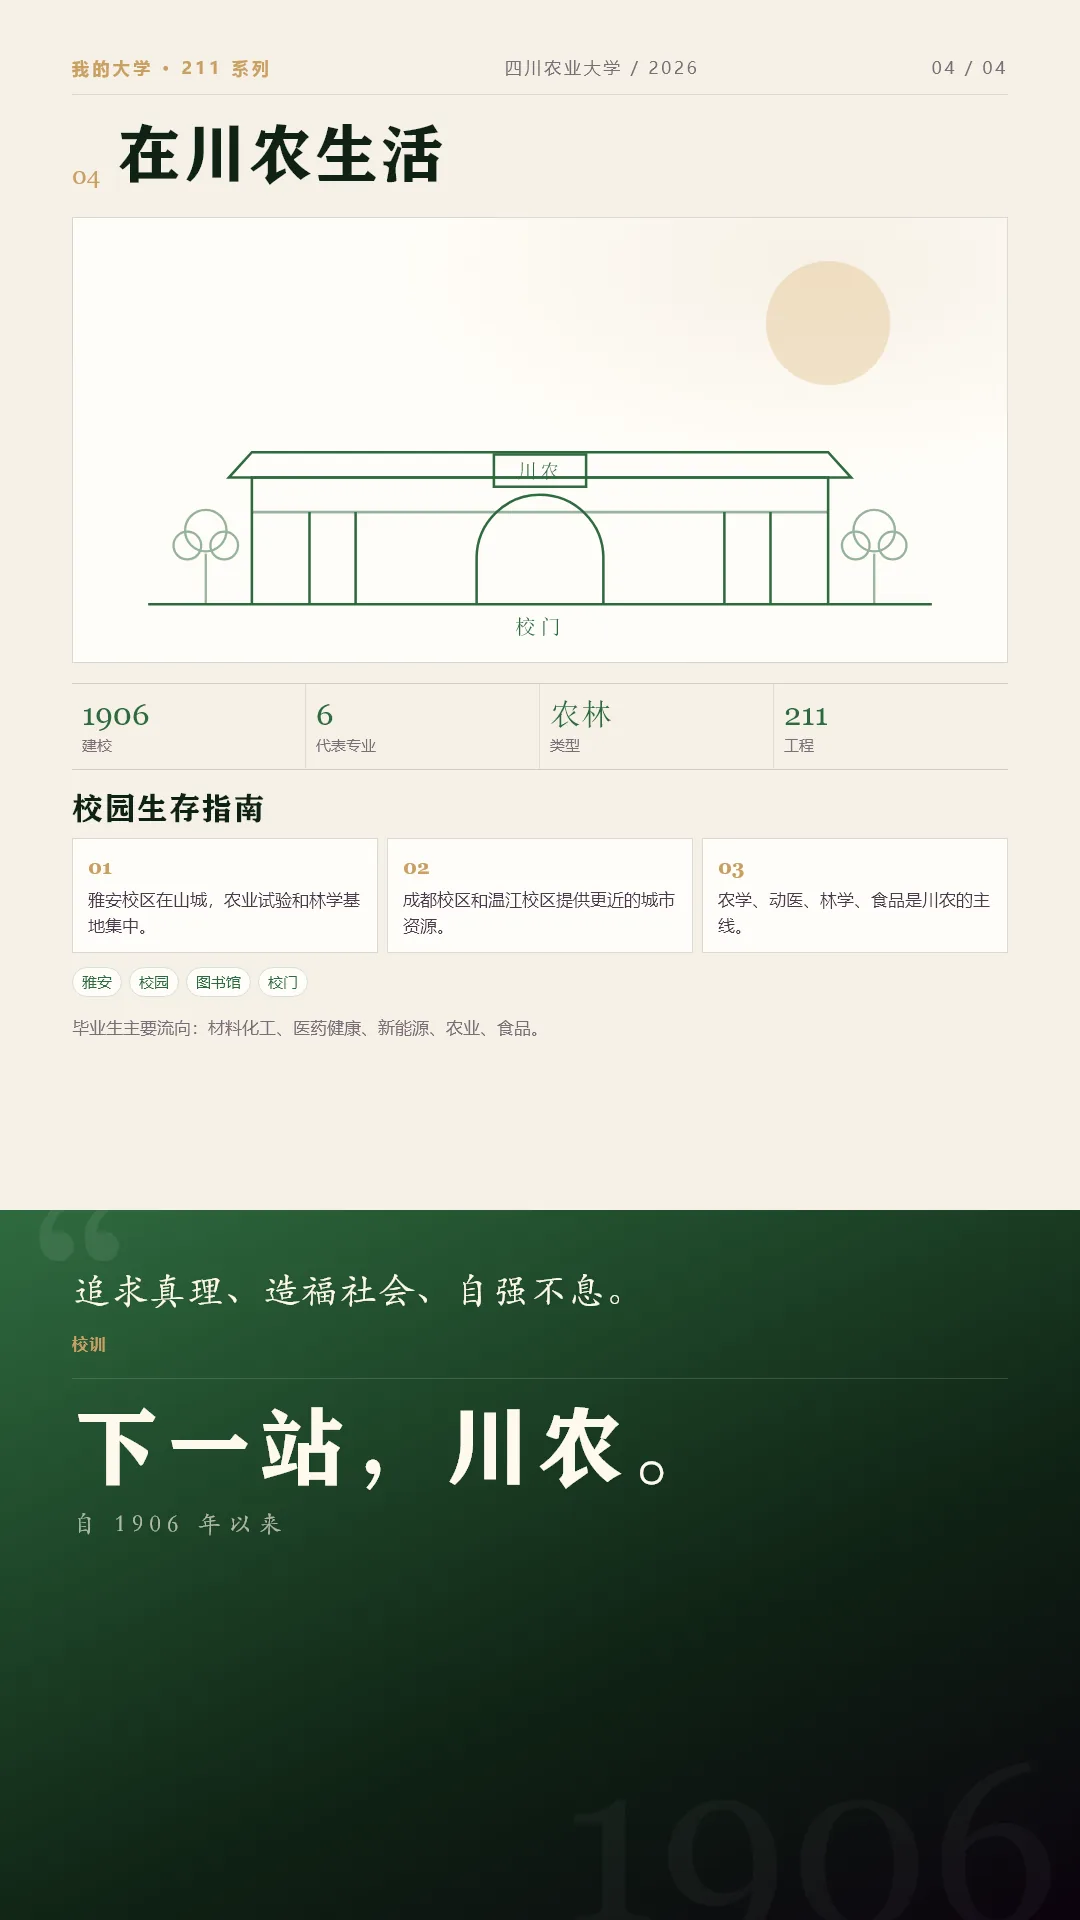 我的大学 · 211 系列
四川农业大学 / 2026
04 / 04
04 在川农生活
川农
校门
1906
建校
6
代表专业
农林
类型
211
工程
校园生存指南
01
雅安校区在山城，农业试验和林学基
地集中。
02
成都校区和温江校区提供更近的城市
资源。
03
农学、动医、林学、食品是川农的主
线。
雅安
校园
图书馆
校门
毕业生主要流向：材料化工、医药健康、新能源、农业、食品。
“
追求真理、造福社会、自强不息。
校训
下一站，川农。
自 1906 年以来
1906